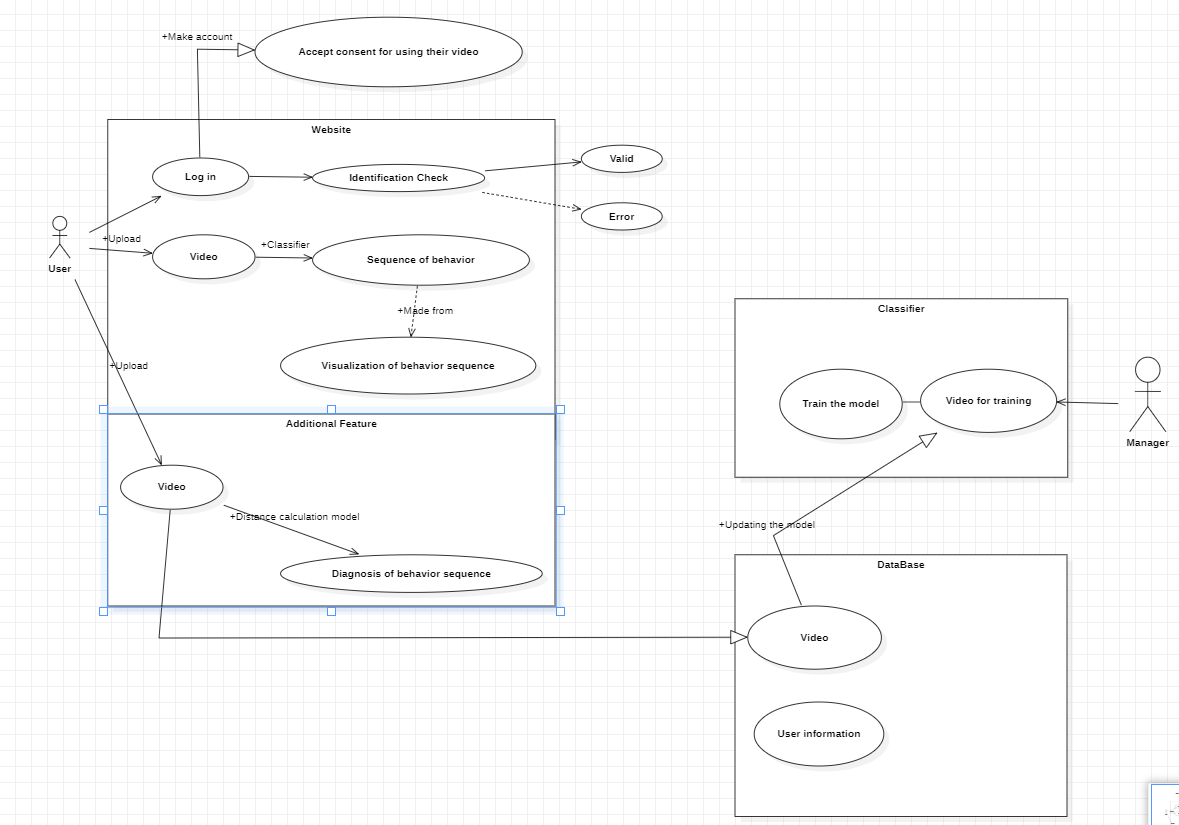 +Make account
Accept consent for using their video
Website
Log in
Identification Check
Valid
Error
User
+Upload
Video
+Classifier
Sequence of behavior
+Made from
+Upload
Visualization of behavior sequence
Additional Feature
Video
+Distance calculation model
Diagnosis of behavior sequence
Classifier
Train the model
Video for training
Manager
+Updating the model
DataBase
Video
User information